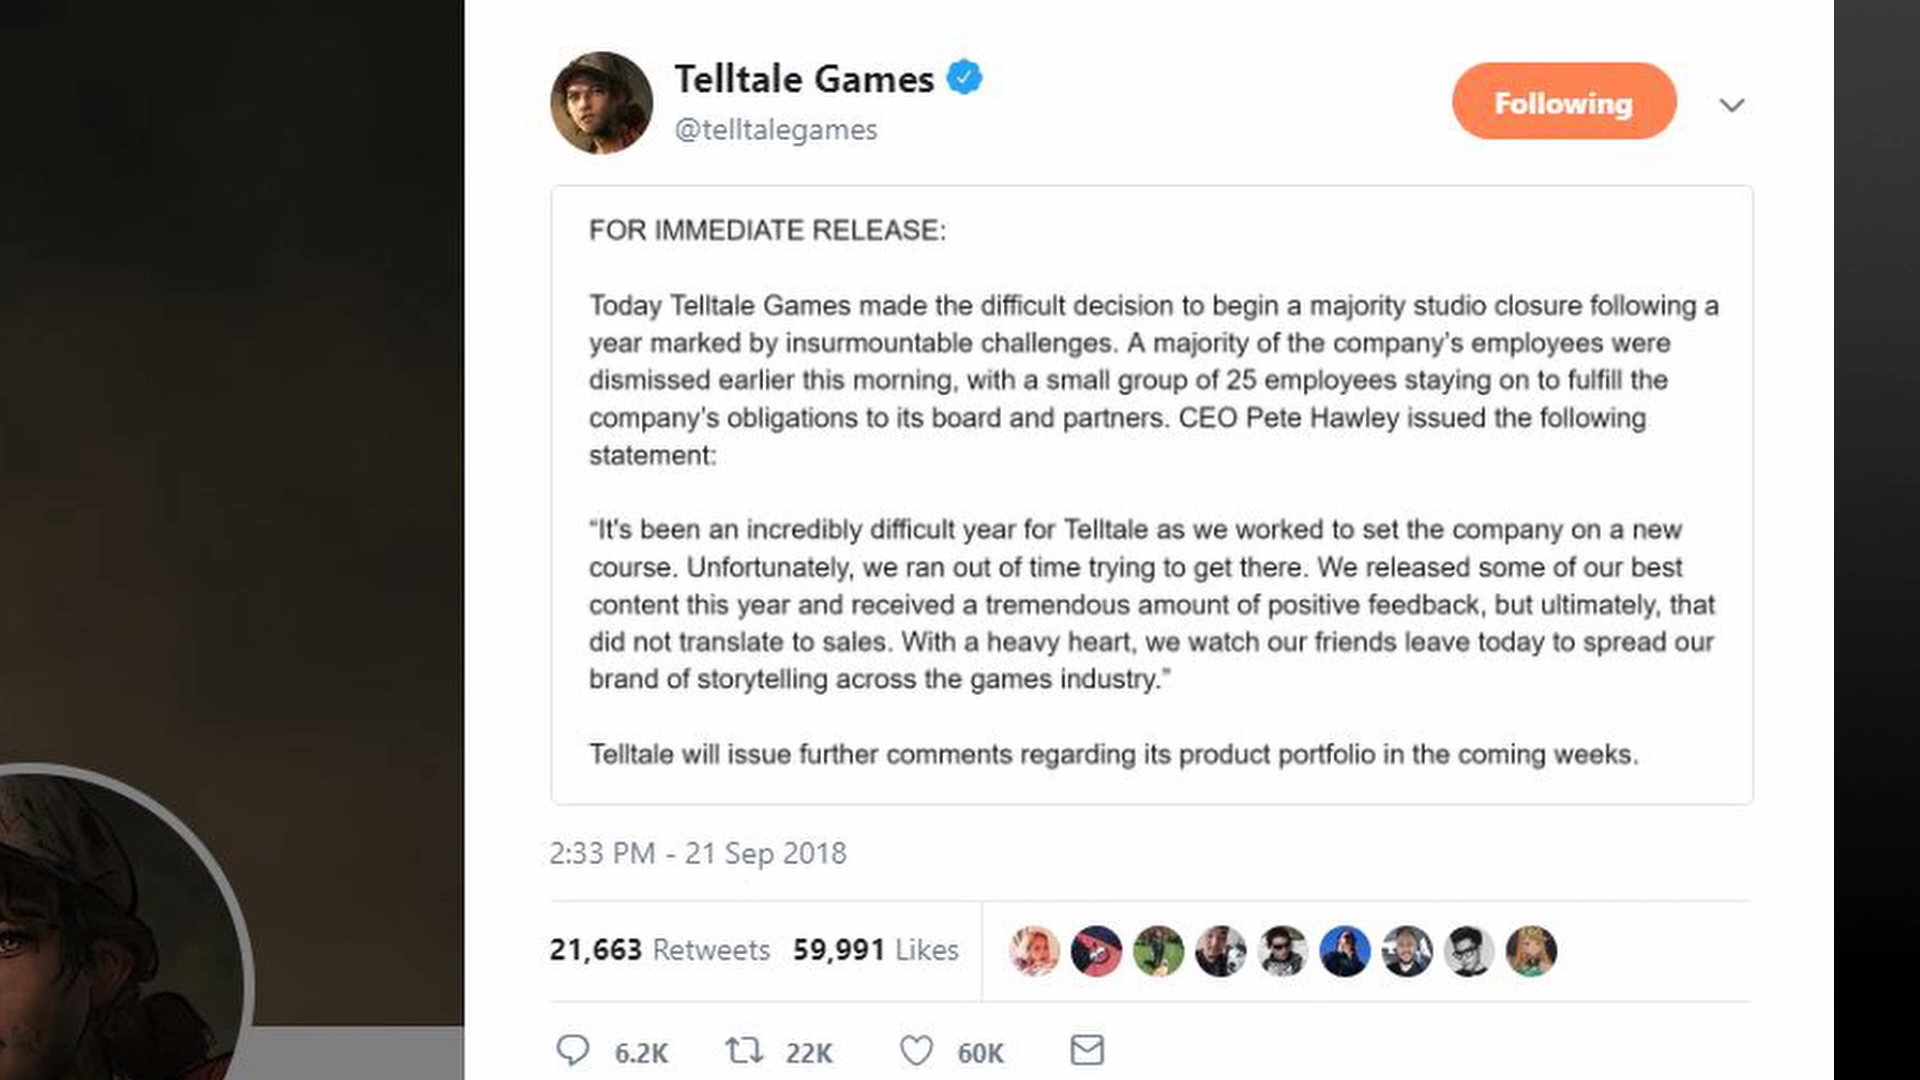 Telltale Games
@telltalegames
Following
FOR IMMEDIATE RELEASE:
Today Telltale Games made the difficult decision to begin a majority studio closure following a
year marked by insurmountable challenges. A majority of the company's employees were
dismissed earlier this morning, with a small group of 25 employees staying on to fulfill the
company's obligations to its board and partners. CEO Pete Hawley issued the following
statement:
“It's been an incredibly difficult year for Telltale as we worked to set the company on a new
course. Unfortunately, we ran out of time trying to get there. We released some of our best
content this year and received a tremendous amount of positive feedback, but ultimately, that
did not translate to sales. With a heavy heart, we watch our friends leave today to spread our
brand of storytelling across the games industry.”
Telltale will issue further comments regarding its product portfolio in the coming weeks.
2:33 PM - 21 Sep 2018
21,663 Retweets 59,991 Likes
6.2K 22K 60K